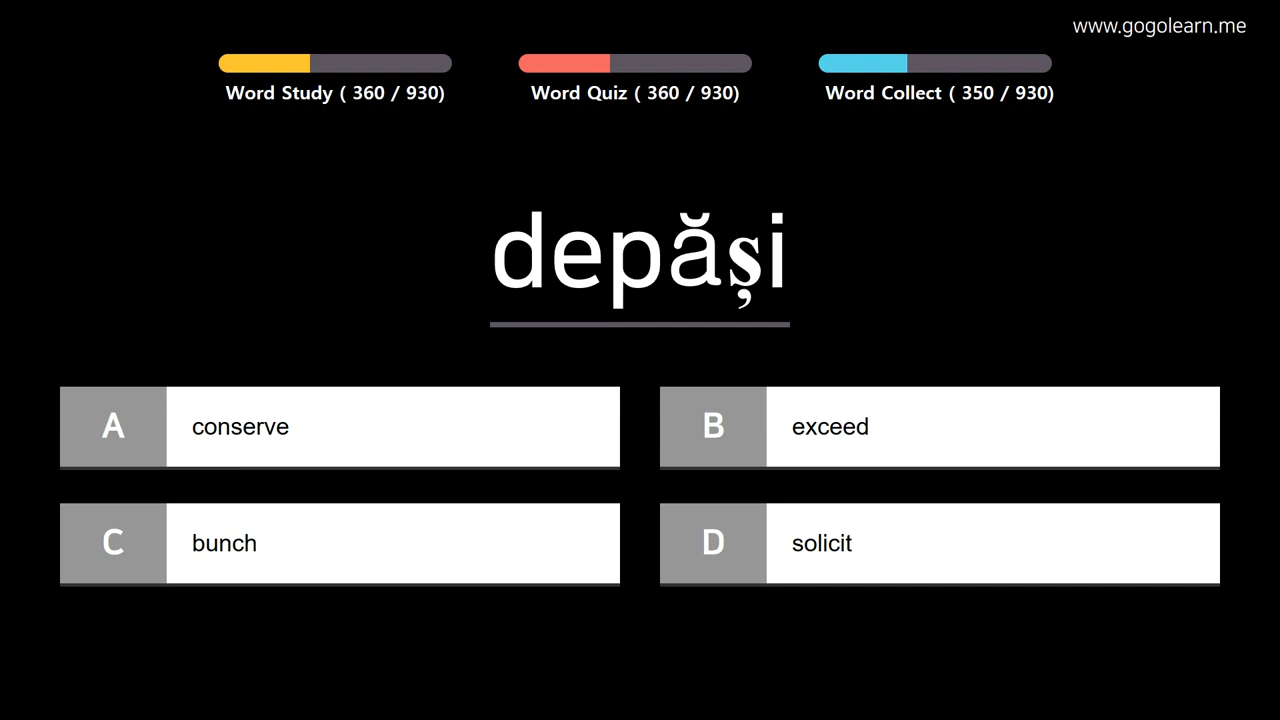 www.gogolearn.me
Word Study ( 360 / 930)
Word Quiz ( 360 / 930)
Word Collect ( 350 / 930)
depăși
A conserve
B exceed
C bunch
D solicit